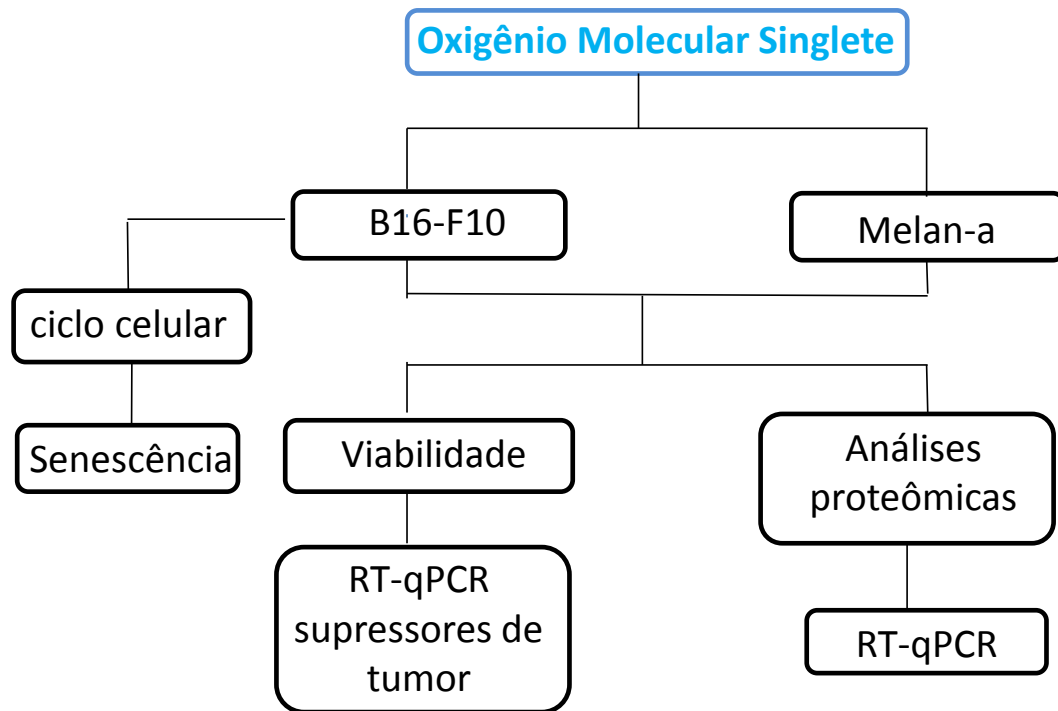 Oxigênio Molecular Singlete
B16-F10
Melan-a
ciclo celular
Senescência
Viabilidade
Análises
proteômicas
RT-qPCR
supressores de
tumor
RT-qPCR